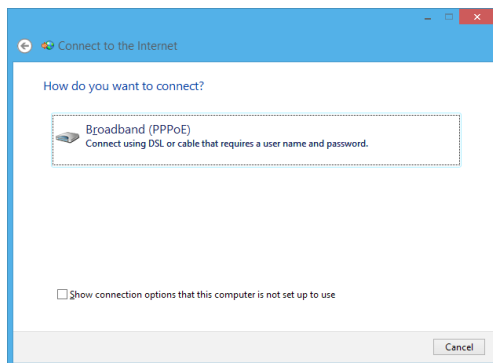 Connect to the Internet
How do you want to connect?
Broadband (PPPoE)
Connect using DSL or cable that requires a user name and password.
Show connection options that this computer is not set up to use
Cancel